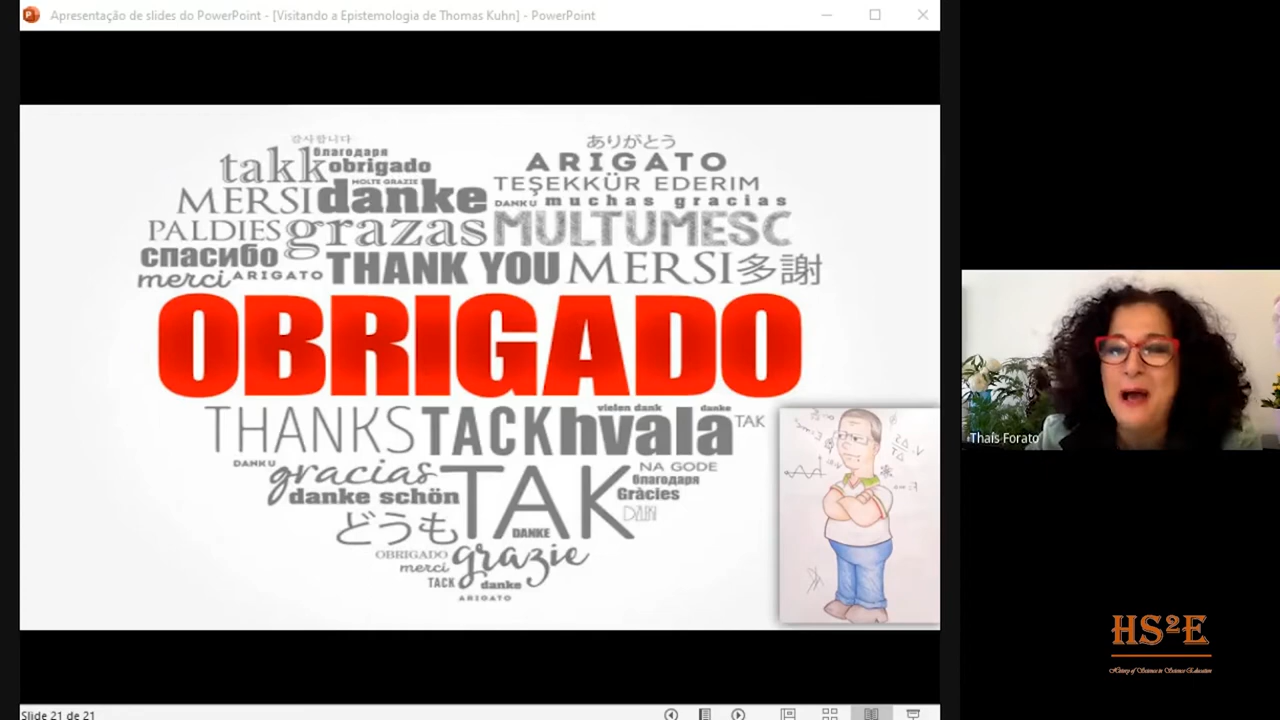 Apresentação de slides do PowerPoint - [Visitando a Epistemologia de Thomas Kuhn] - PowerPoint
감사합니다
ありがとう
takk
благодаря
obrigado
ARIGATO
MOLTE GRAZIE
MERSI danke
TEŞEKKÜR EDERIM
DANKU muchas gracias
PALDIES grazas MULTUMESC
спасибо
merci ARIGATO THANK YOU MERSI 多謝
OBRIGADO
THANKS TACK hvala
vielen dank
danke
TAK
DANKU
gracias
TAK
NA GODE
благодаря
danke schön
Gràcies
どうも
DANKE
OBRIGADO
grazie
merci
TACK danke
ARIGATO
Thaís Forato
HS²E
History of Science in Science Education
Slide 21 de 21